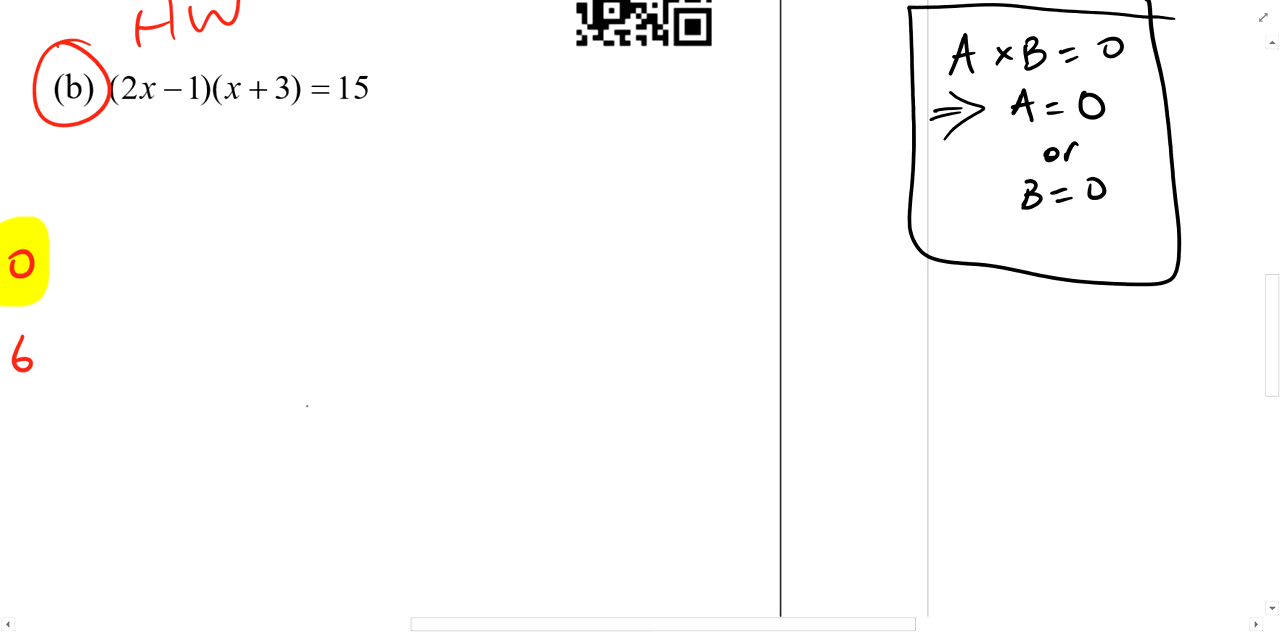 HW
(b) (2x − 1)(x + 3) = 15
0
6
A × B = 0
⇒ A = 0
or
B = 0